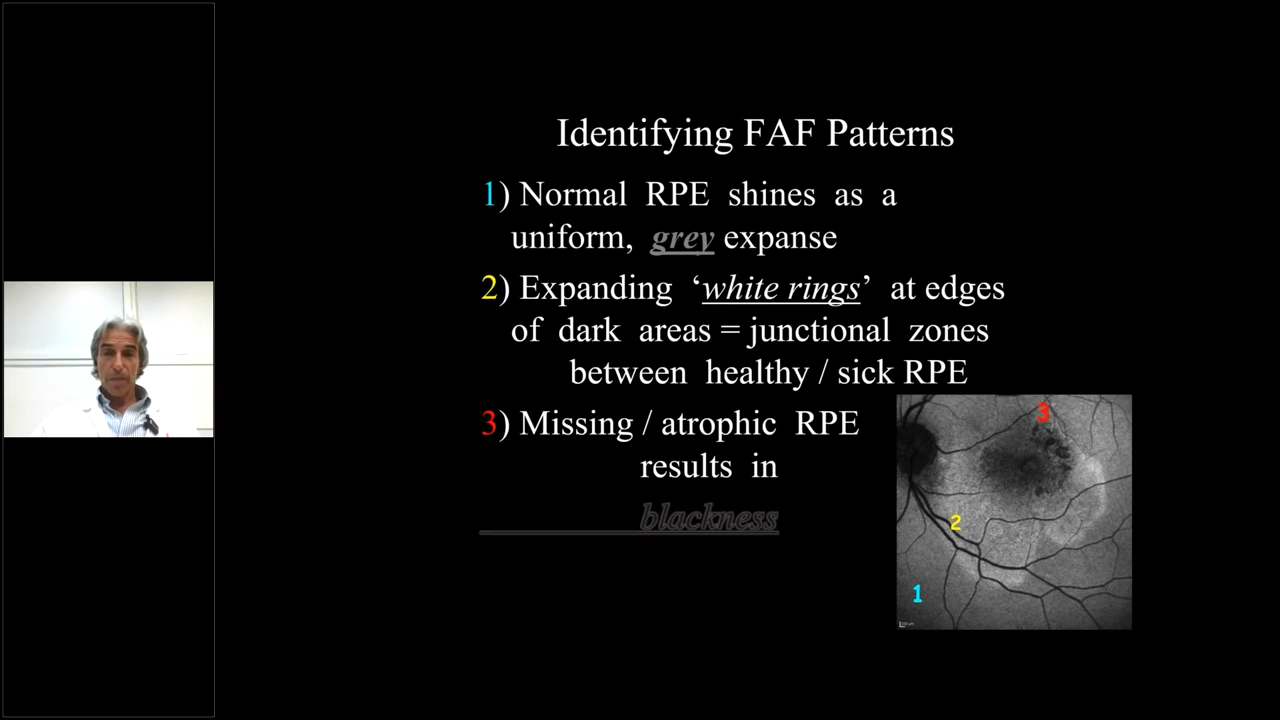 Identifying FAF Patterns
1) Normal RPE shines as a
uniform, grey expanse
2) Expanding ‘white rings’ at edges
of dark areas = junctional zones
between healthy / sick RPE
3) Missing / atrophic RPE
results in
blackness
3
2
1